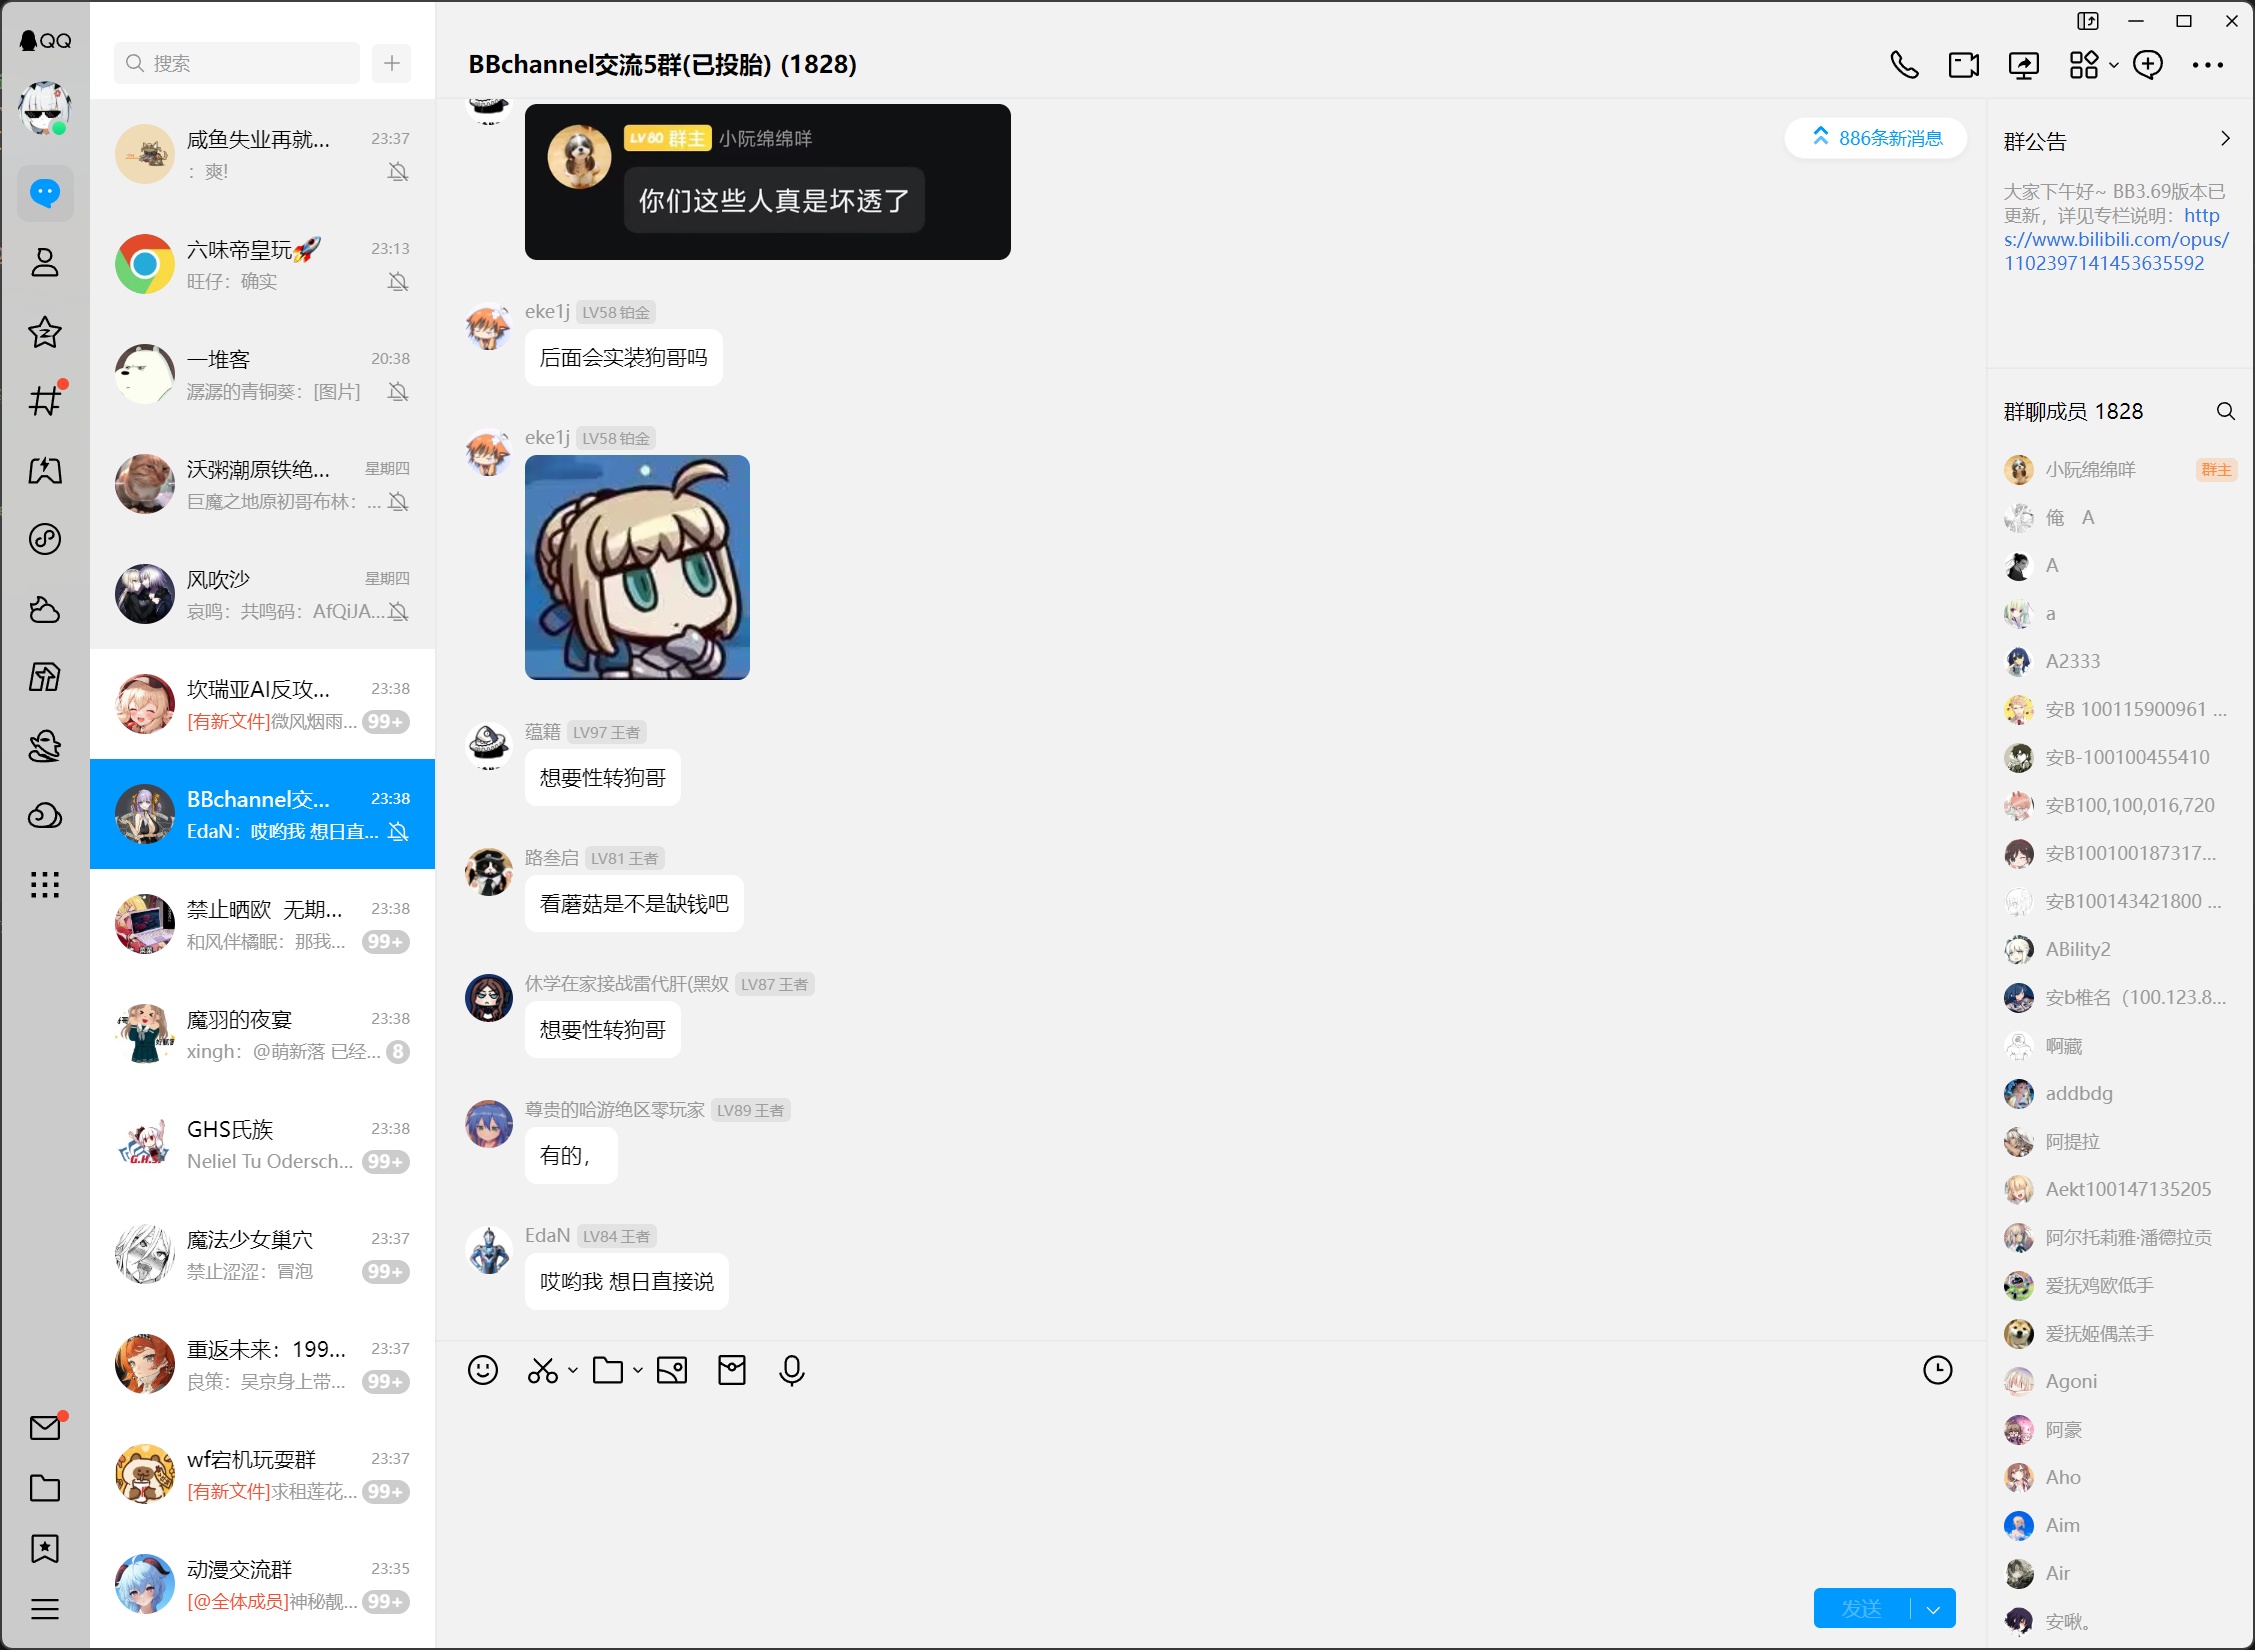 QQ
搜索
咸鱼失业再就... 23:37
：爽!
六味帝皇玩🚀 23:13
旺仔：确实
一堆客 20:38
潺潺的青铜葵：[图片]
沃粥潮原铁绝... 星期四
巨魔之地原初哥布林：...
风吹沙 星期四
哀鸣：共鸣码：AfQiJA...
坎瑞亚AI反攻... 23:38
[有新文件]微风烟雨... 99+
BBchannel交... 23:38
EdaN：哎哟我 想日直...
禁止晒欧 无期... 23:38
和风伴橘眠：那我... 99+
魔羽的夜宴 23:38
xingh：@萌新落 已经... 8
GHS氏族 23:38
Neliel Tu Odersch... 99+
魔法少女巢穴 23:37
禁止涩涩：冒泡 99+
重返未来：199... 23:37
良策：吴京身上带... 99+
wf宕机玩耍群 23:37
[有新文件]求租莲花... 99+
动漫交流群 23:35
[@全体成员]神秘靓... 99+
BBchannel交流5群(已投胎) (1828)
886条新消息
LV80 群主 小阮绵绵咩
你们这些人真是坏透了
eke1j LV58 铂金
后面会实装狗哥吗
eke1j LV58 铂金
蕴籍 LV97 王者
想要性转狗哥
路叁启 LV81 王者
看蘑菇是不是缺钱吧
休学在家接战雷代肝(黑奴 LV87 王者
想要性转狗哥
尊贵的哈游绝区零玩家 LV89 王者
有的，
EdaN LV84 王者
哎哟我 想日直接说
发送
群公告
大家下午好~ BB3.69版本已
更新，详见专栏说明：http
s://www.bilibili.com/opus/
1102397141453635592
群聊成员 1828
小阮绵绵咩 群主
俺 A
A
a
A2333
安B 100115900961 ...
安B-100100455410
安B100,100,016,720
安B100100187317...
安B100143421800 ...
ABility2
安b椎名（100.123.8...
啊藏
addbdg
阿提拉
Aekt100147135205
阿尔托莉雅·潘德拉贡
爱抚鸡欧低手
爱抚姬偶羔手
Agoni
阿豪
Aho
Aim
Air
安啾。